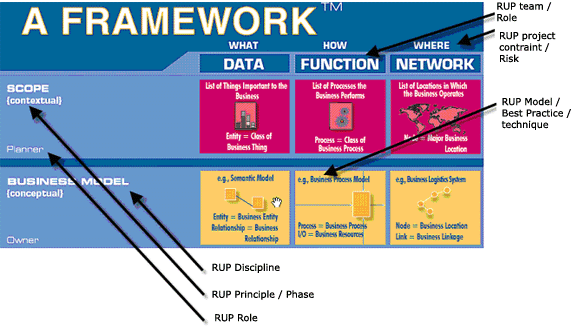 A FRAMEWORK™
WHAT HOW WHERE
DATA FUNCTION NETWORK
RUP team /
Role
RUP project
contraint /
Risk
SCOPE
{contextual}
Planner
List of Things Important to the
Business
Entity = Class of
Business Thing
List of Processes the
Business Performs
Process = Class of
Business Process
List of Locations in Which
the Business Operates
Node = Major Business
Location
RUP Model /
Best Practice /
technique
BUSINESS MODEL
{conceptual}
Owner
e.g., Semantic Model
Entity = Business Entity
Relationship = Business
Relationship
e.g., Business Process Model
Process = Business Process
I/O = Business Resources
e.g., Business Logistics System
Node = Business Location
Link = Business Linkage
RUP Discipline
RUP Principle / Phase
RUP Role